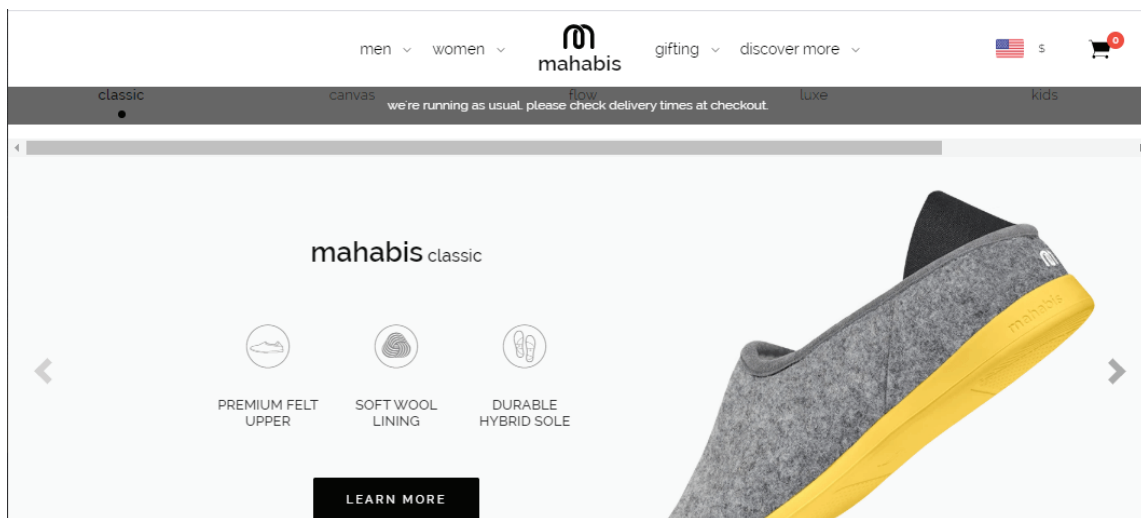 men
women
mahabis
gifting
discover more
$
0
classic
canvas
flow
luxe
kids
we're running as usual. please check delivery times at checkout.
mahabis classic
PREMIUM FELT
UPPER
SOFT WOOL
LINING
DURABLE
HYBRID SOLE
LEARN MORE
mahabis